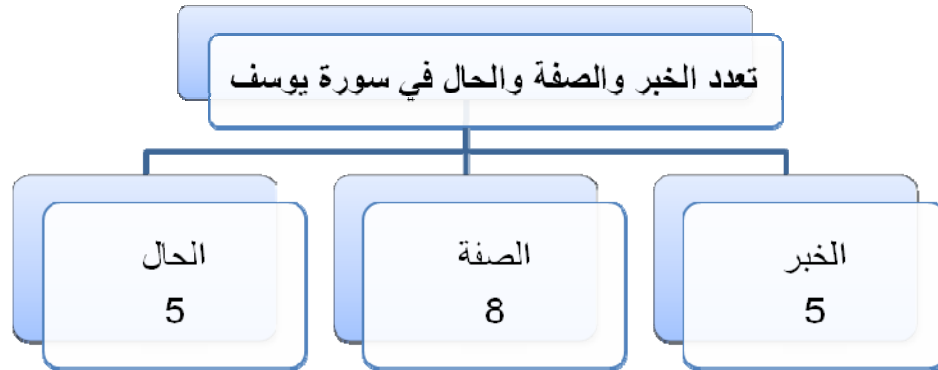 تعدد الخبر والصفة والحال في سورة يوسف
الخبر
5
الصفة
8
الحال
5